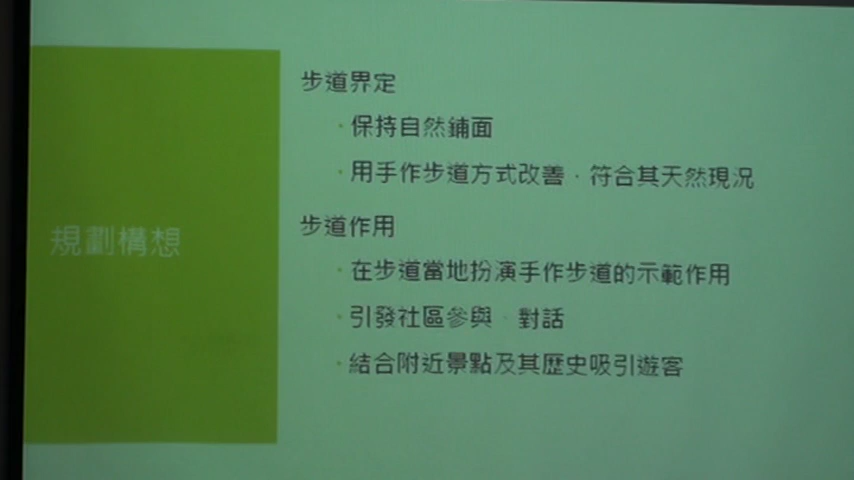 規劃構想
步道界定
・保持自然鋪面
・用手作步道方式改善，符合其天然現況
步道作用
・在步道當地扮演手作步道的示範作用
・引發社區參與、對話
・結合附近景點及其歷史吸引遊客